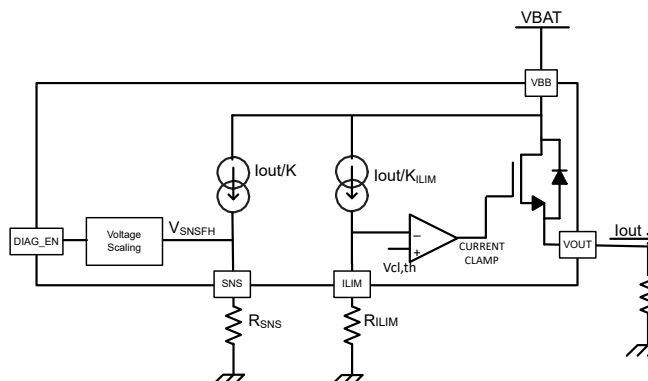 VBAT
VBB
Iout/K
Iout/KILIM
DIAG_EN
Voltage
Scaling
VSNSFH
−
+
Vcl,th
CURRENT
CLAMP
Iout
VOUT
SNS
ILIM
RSNS
RILIM